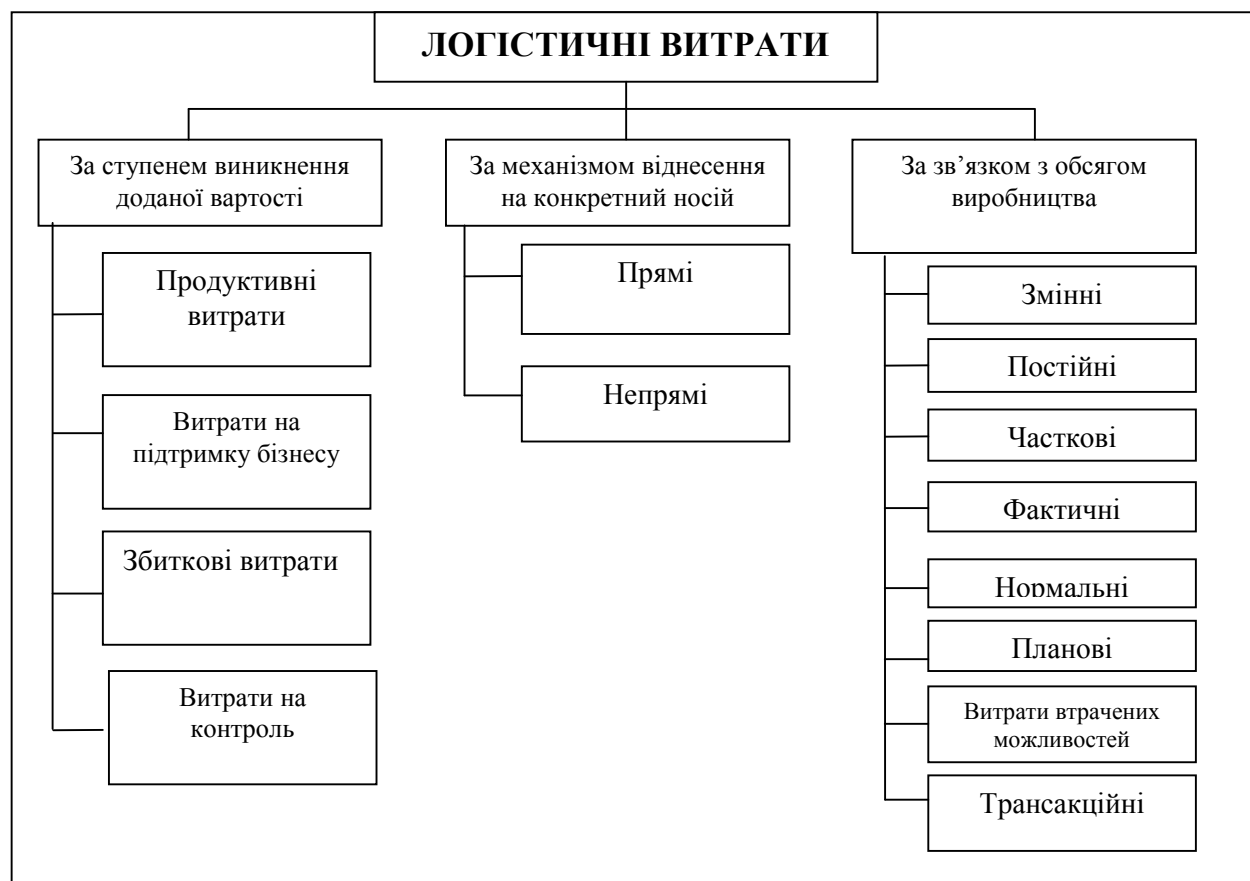 ЛОГІСТИЧНІ ВИТРАТИ
За ступенем виникнення
доданої вартості
Продуктивні
витрати
Витрати на
підтримку бізнесу
Збиткові витрати
Витрати на
контроль
За механізмом віднесення
на конкретний носій
Прямі
Непрямі
За зв’язком з обсягом
виробництва
Змінні
Постійні
Часткові
Фактичні
Нормальні
Планові
Витрати втрачених
можливостей
Трансакційні